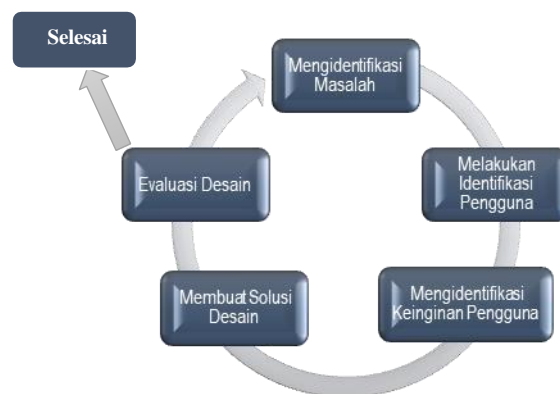 Selesai
Mengidentifikasi
Masalah
Melakukan
Identifikasi
Pengguna
Mengidentifikasi
Keinginan Pengguna
Membuat Solusi
Desain
Evaluasi Desain